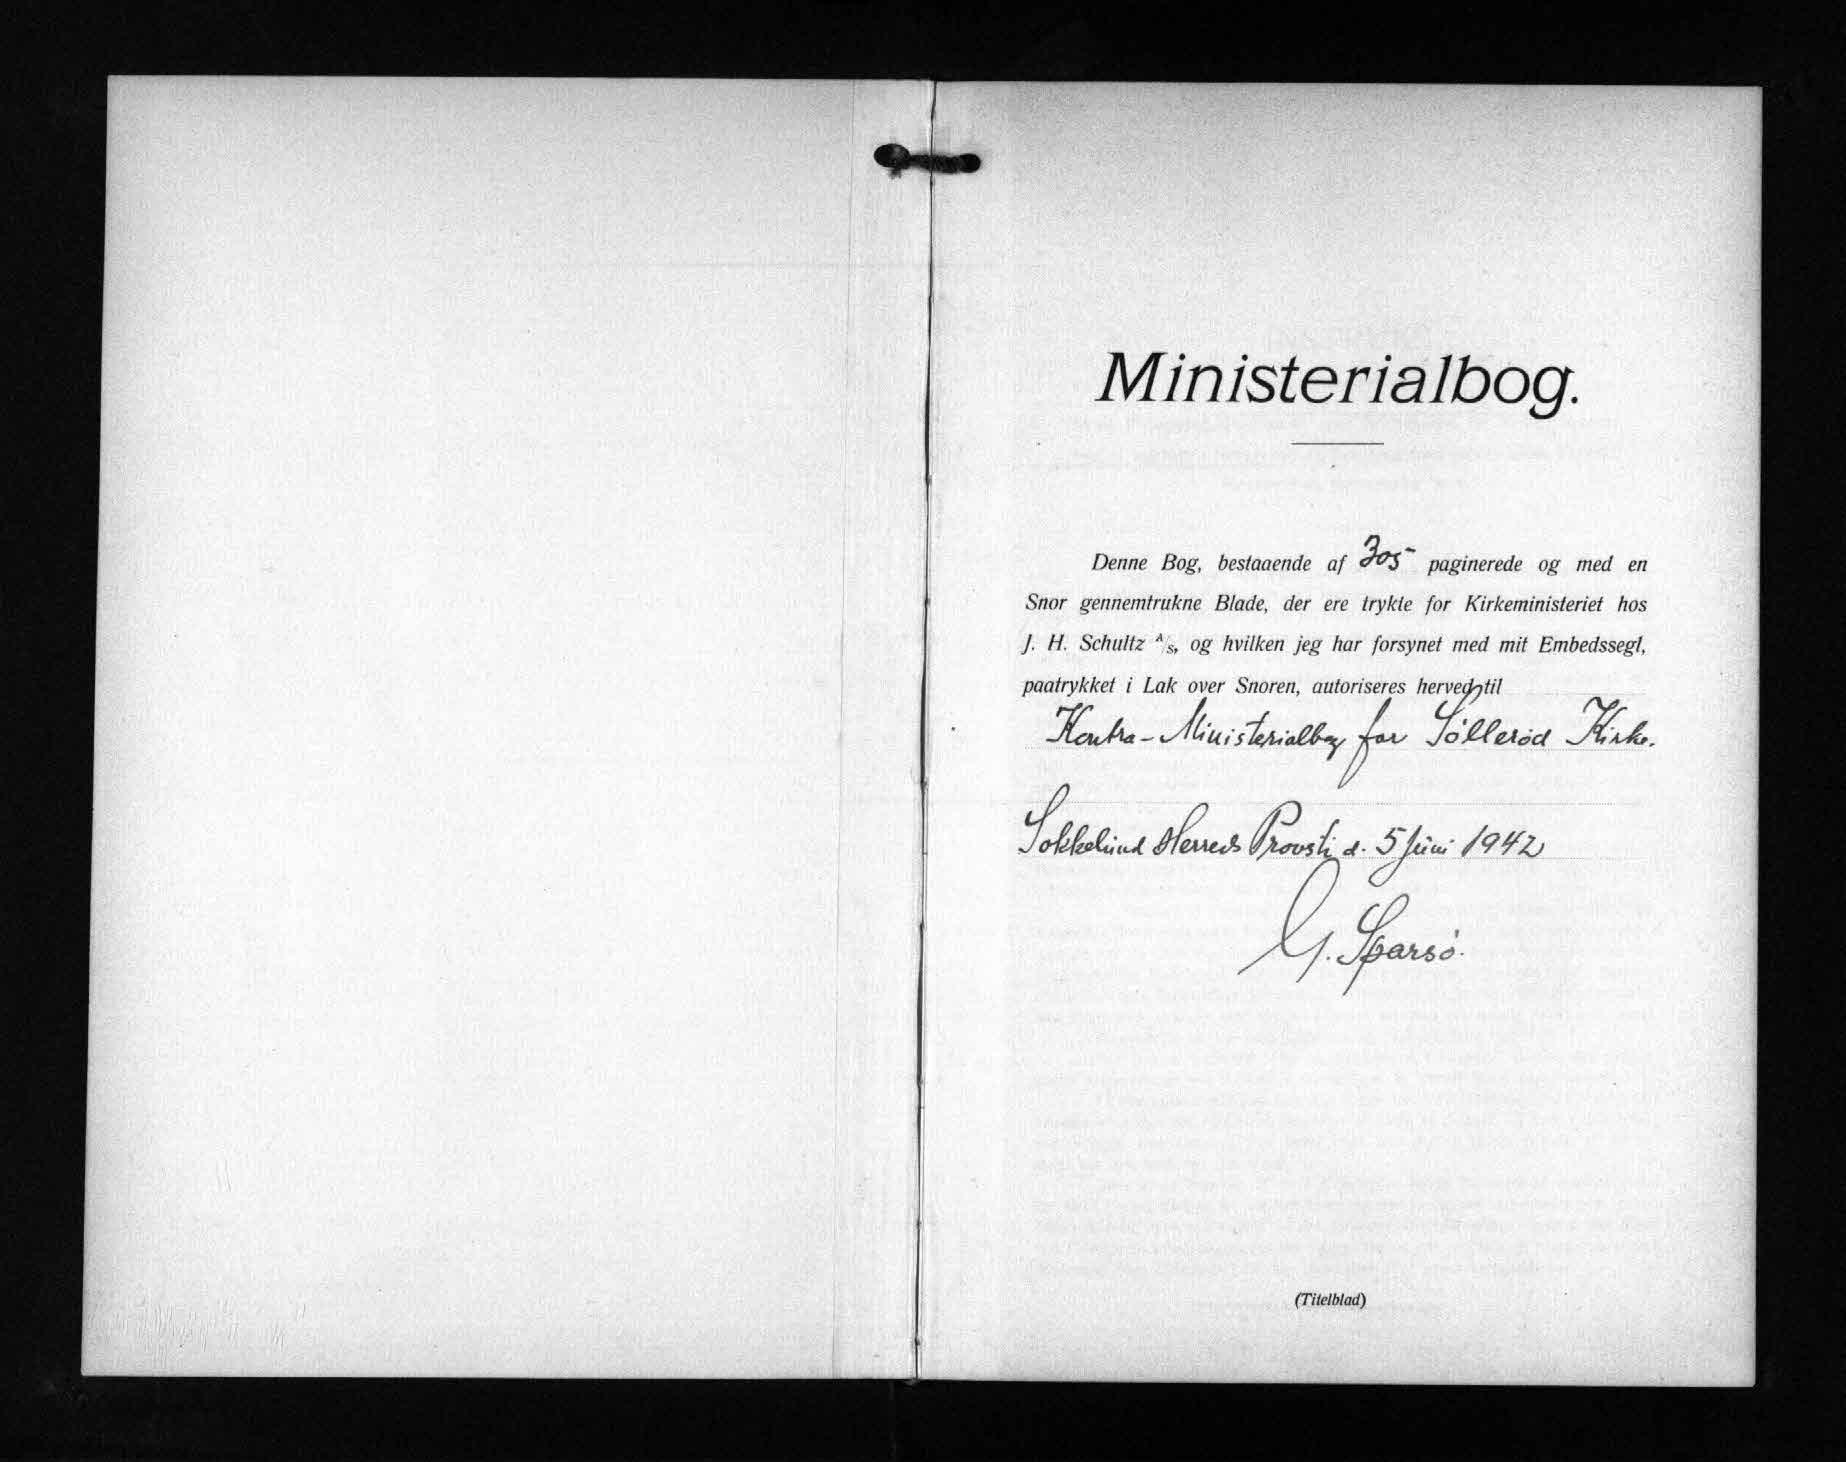 Ministerialbog.
Denne Bog, bestaaende af 305 paginerede og med en
Snor gennemtrukne Blade, der ere trykte for Kirkeministeriet hos
J. H. Schultz A/S, og hvilken jeg har forsynet med mit Embedssegl,
paatrykket i Lak over Snoren, autoriseres herved til
Kontra-Ministerialbog for Søllerød Kirke.
Sokkelund Herreds Provsti d. 5 Juni 1942
G. Sparsø.
(Titelblad)